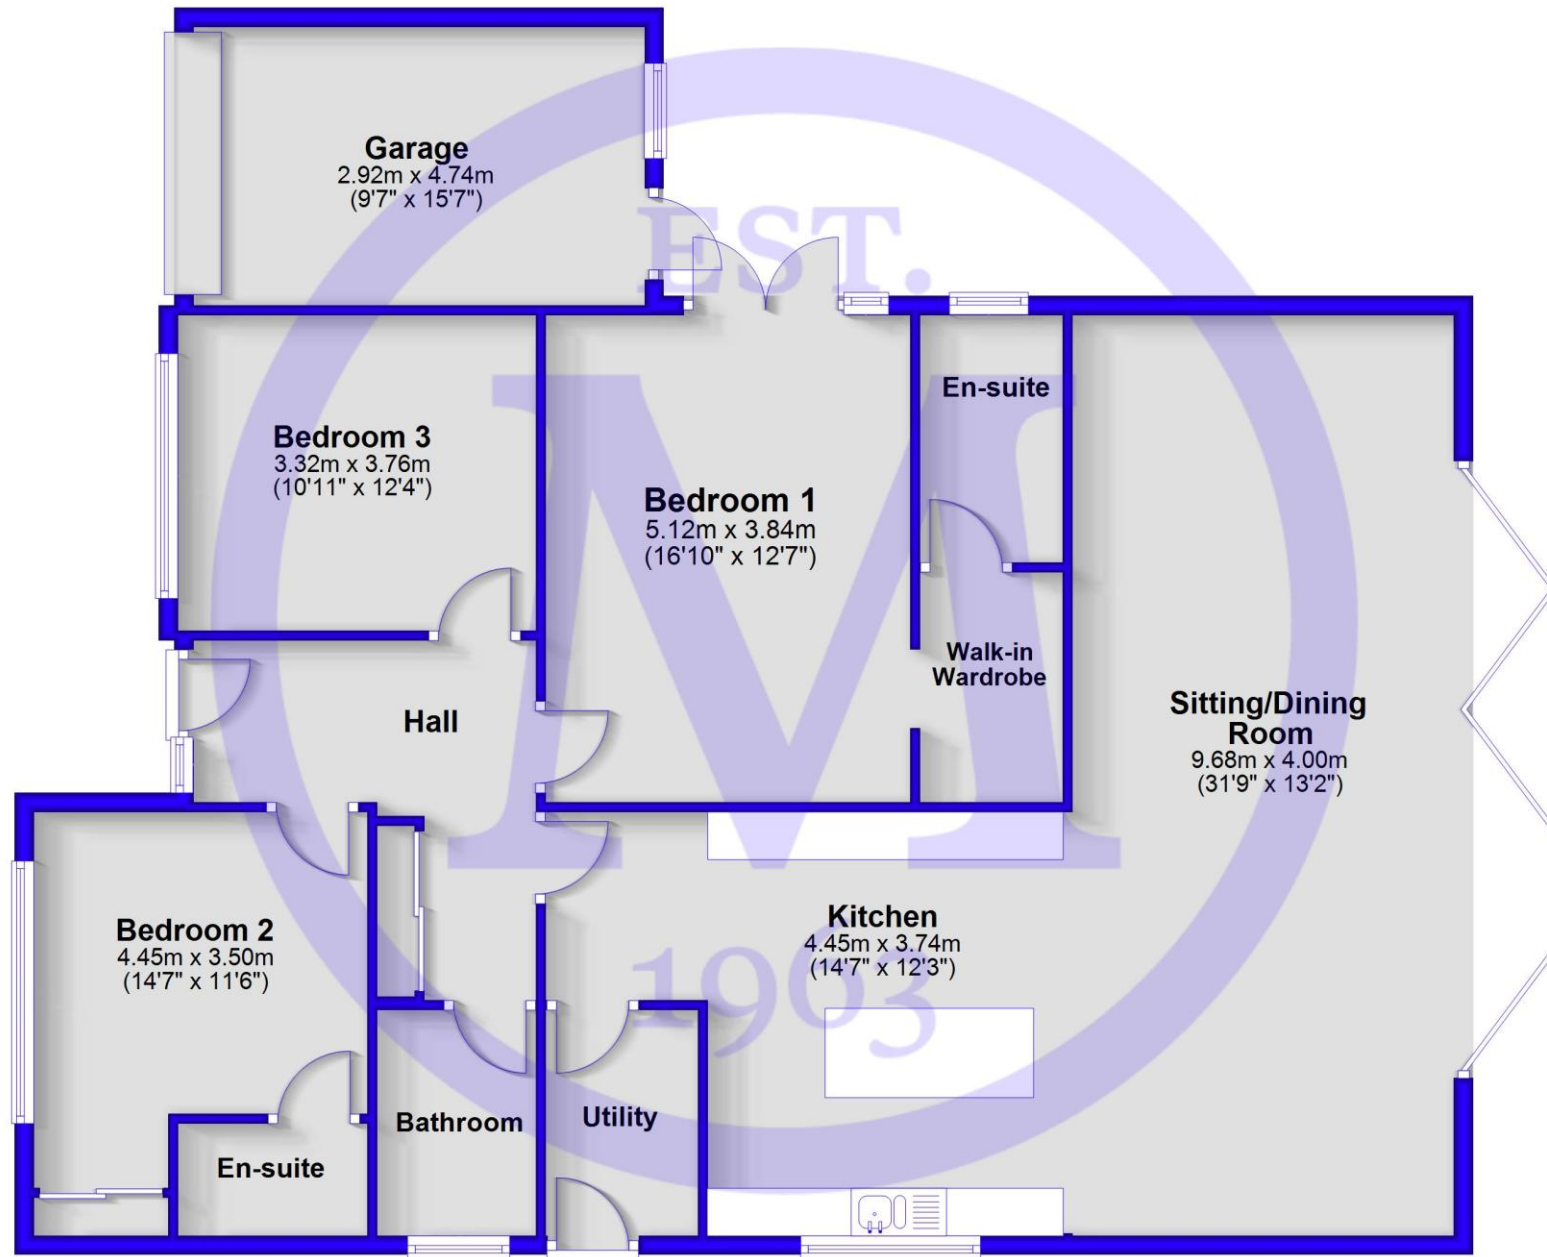 Garage
2.92m x 4.74m
(9'7" x 15'7")
EST.
En-suite
Bedroom 3
3.32m x 3.76m
(10'11" x 12'4")
Bedroom 1
5.12m x 3.84m
(16'10" x 12'7")
M
Walk-in
Wardrobe
Hall
Sitting/Dining
Room
9.68m x 4.00m
(31'9" x 13'2")
Bedroom 2
4.45m x 3.50m
(14'7" x 11'6")
Kitchen
4.45m x 3.74m
(14'7" x 12'3")
1963
Bathroom
Utility
En-suite